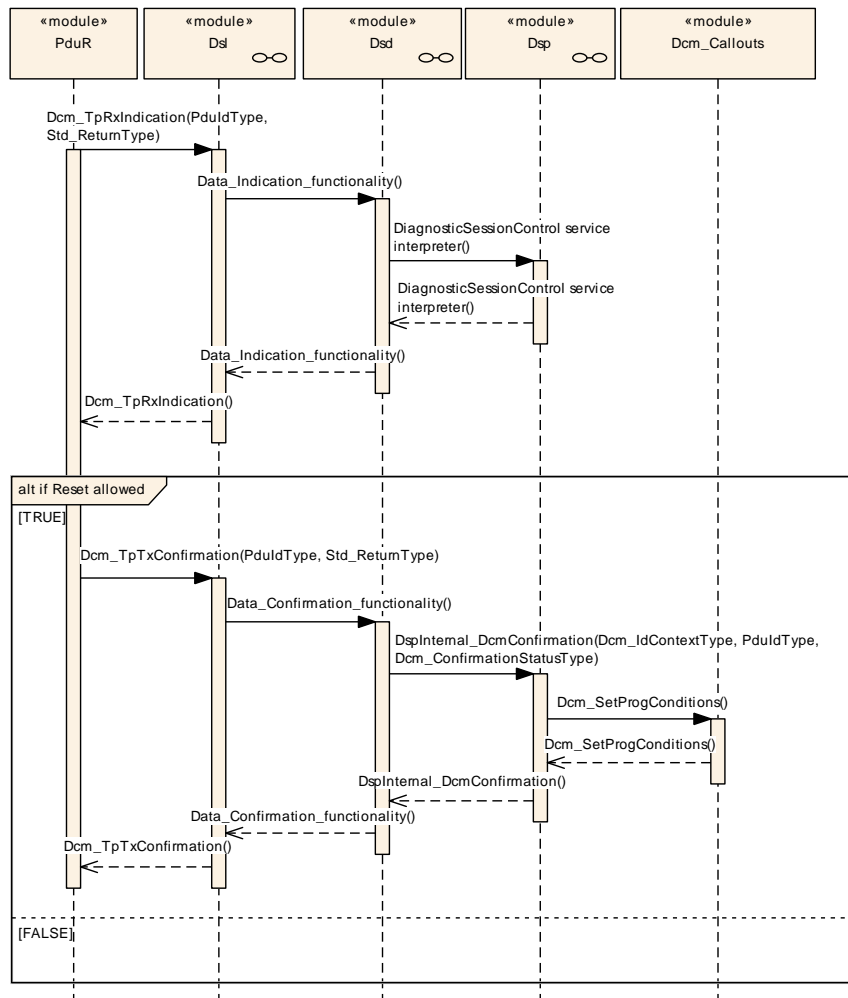 «module»
PduR
«module»
Dsl
«module»
Dsd
«module»
Dsp
«module»
Dcm_Callouts
Dcm_TpRxIndication(PduIdType,
Std_ReturnType)
Data_Indication_functionality()
DiagnosticSessionControl service
interpreter()
DiagnosticSessionControl service
interpreter()
Data_Indication_functionality()
Dcm_TpRxIndication()
alt if Reset allowed
[TRUE]
Dcm_TpTxConfirmation(PduIdType, Std_ReturnType)
Data_Confirmation_functionality()
DspInternal_DcmConfirmation(Dcm_IdContextType, PduIdType,
Dcm_ConfirmationStatusType)
Dcm_SetProgConditions()
Dcm_SetProgConditions()
DspInternal_DcmConfirmation()
Data_Confirmation_functionality()
Dcm_TpTxConfirmation()
[FALSE]